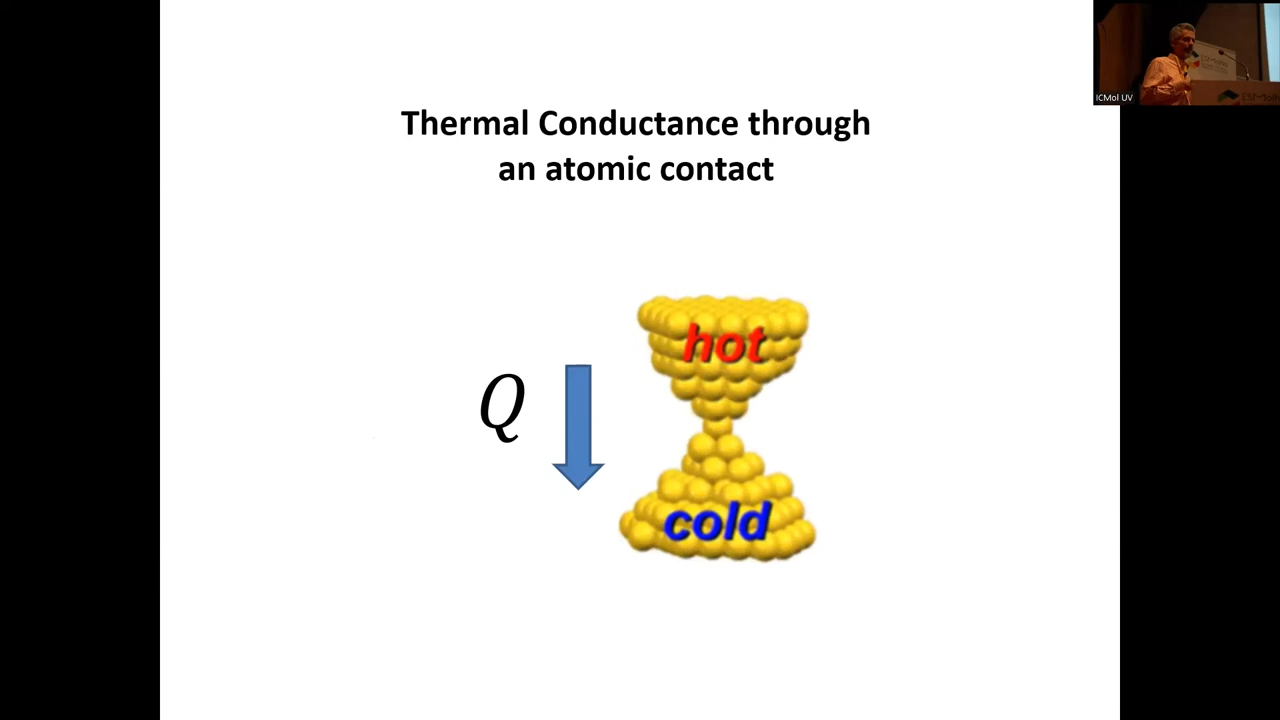 Thermal Conductance through
an atomic contact
hot
Q
cold
ICMol UV